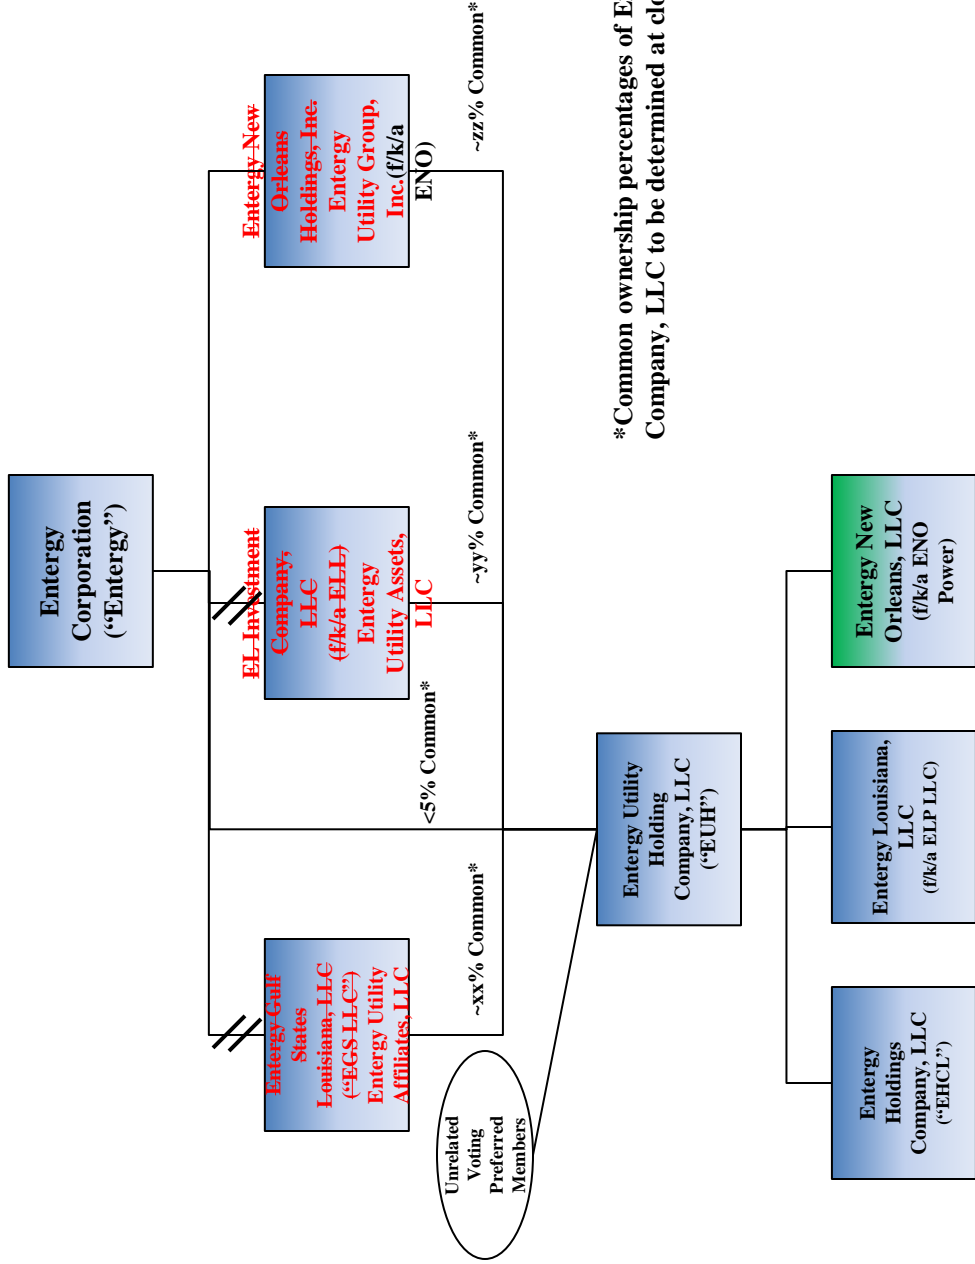 Entergy
Corporation
(“Entergy”)
Entergy Gulf
States
Louisiana, LLC
(“EGS LLC”)
Entergy Utility
Affiliates, LLC
EL Investment
Company,
LLC
(f/k/a ELL)
Entergy
Utility Assets,
LLC
Entergy New
Orleans
Holdings, Inc.
Entergy
Utility Group,
Inc.(f/k/a
ENO)
~xx% Common*
<5% Common*
~yy% Common*
~zz% Common*
Unrelated
Voting
Preferred
Members
Entergy Utility
Holding
Company, LLC
(“EUH”)
*Common ownership percentages of
Company, LLC to be determined at
Entergy
Holdings
Company, LLC
(“EHCL”)
Entergy Louisiana,
LLC
(f/k/a ELP LLC)
Entergy New
Orleans, LLC
(f/k/a ENO
Power)